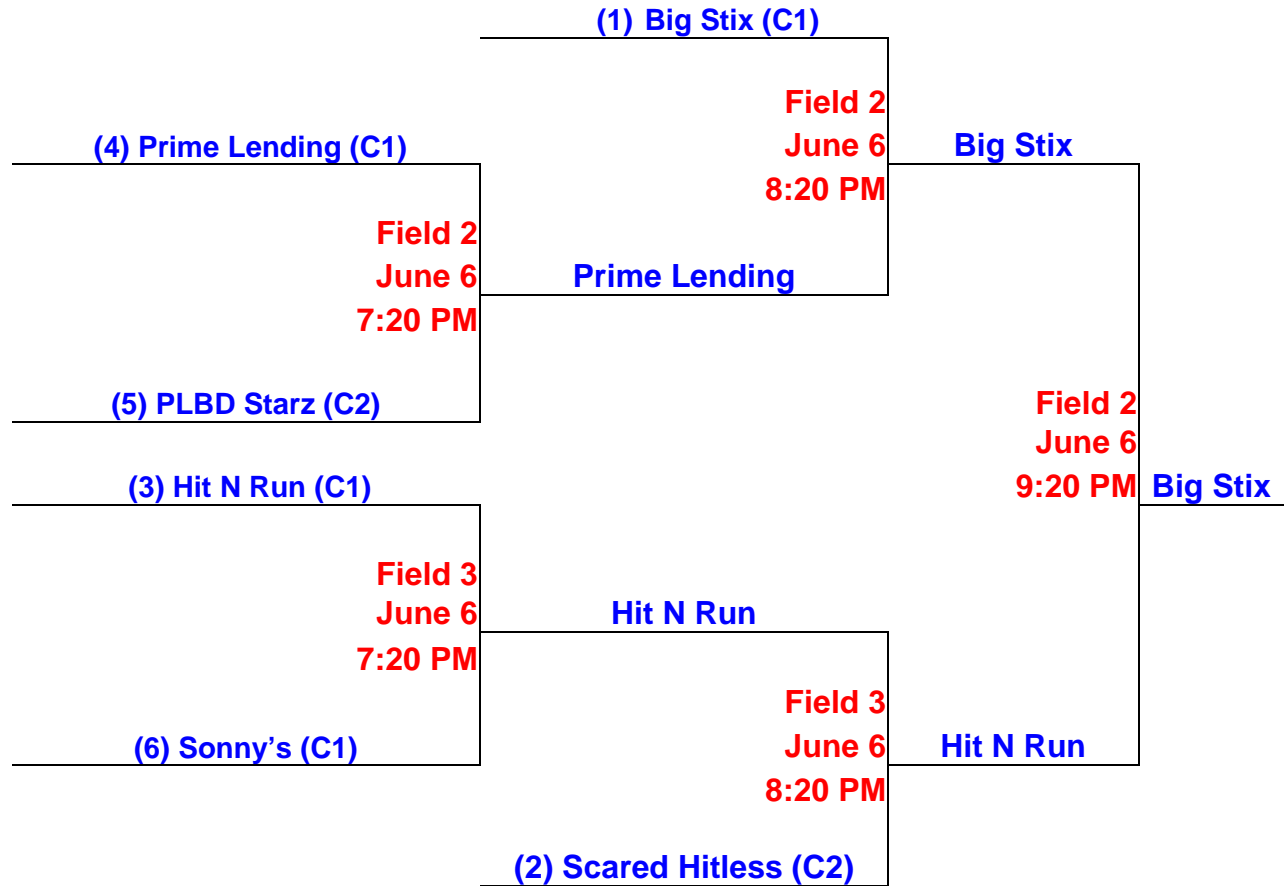 (1) Big Stix (C1)
Field 2
June 6
8:20 PM
(4) Prime Lending (C1)
Big Stix
Field 2
June 6
7:20 PM
Prime Lending
(5) PLBD Starz (C2)
Field 2
June 6
9:20 PM
Big Stix
(3) Hit N Run (C1)
Field 3
June 6
7:20 PM
Hit N Run
(6) Sonny’s (C1)
Field 3
June 6
8:20 PM
Hit N Run
(2) Scared Hitless (C2)